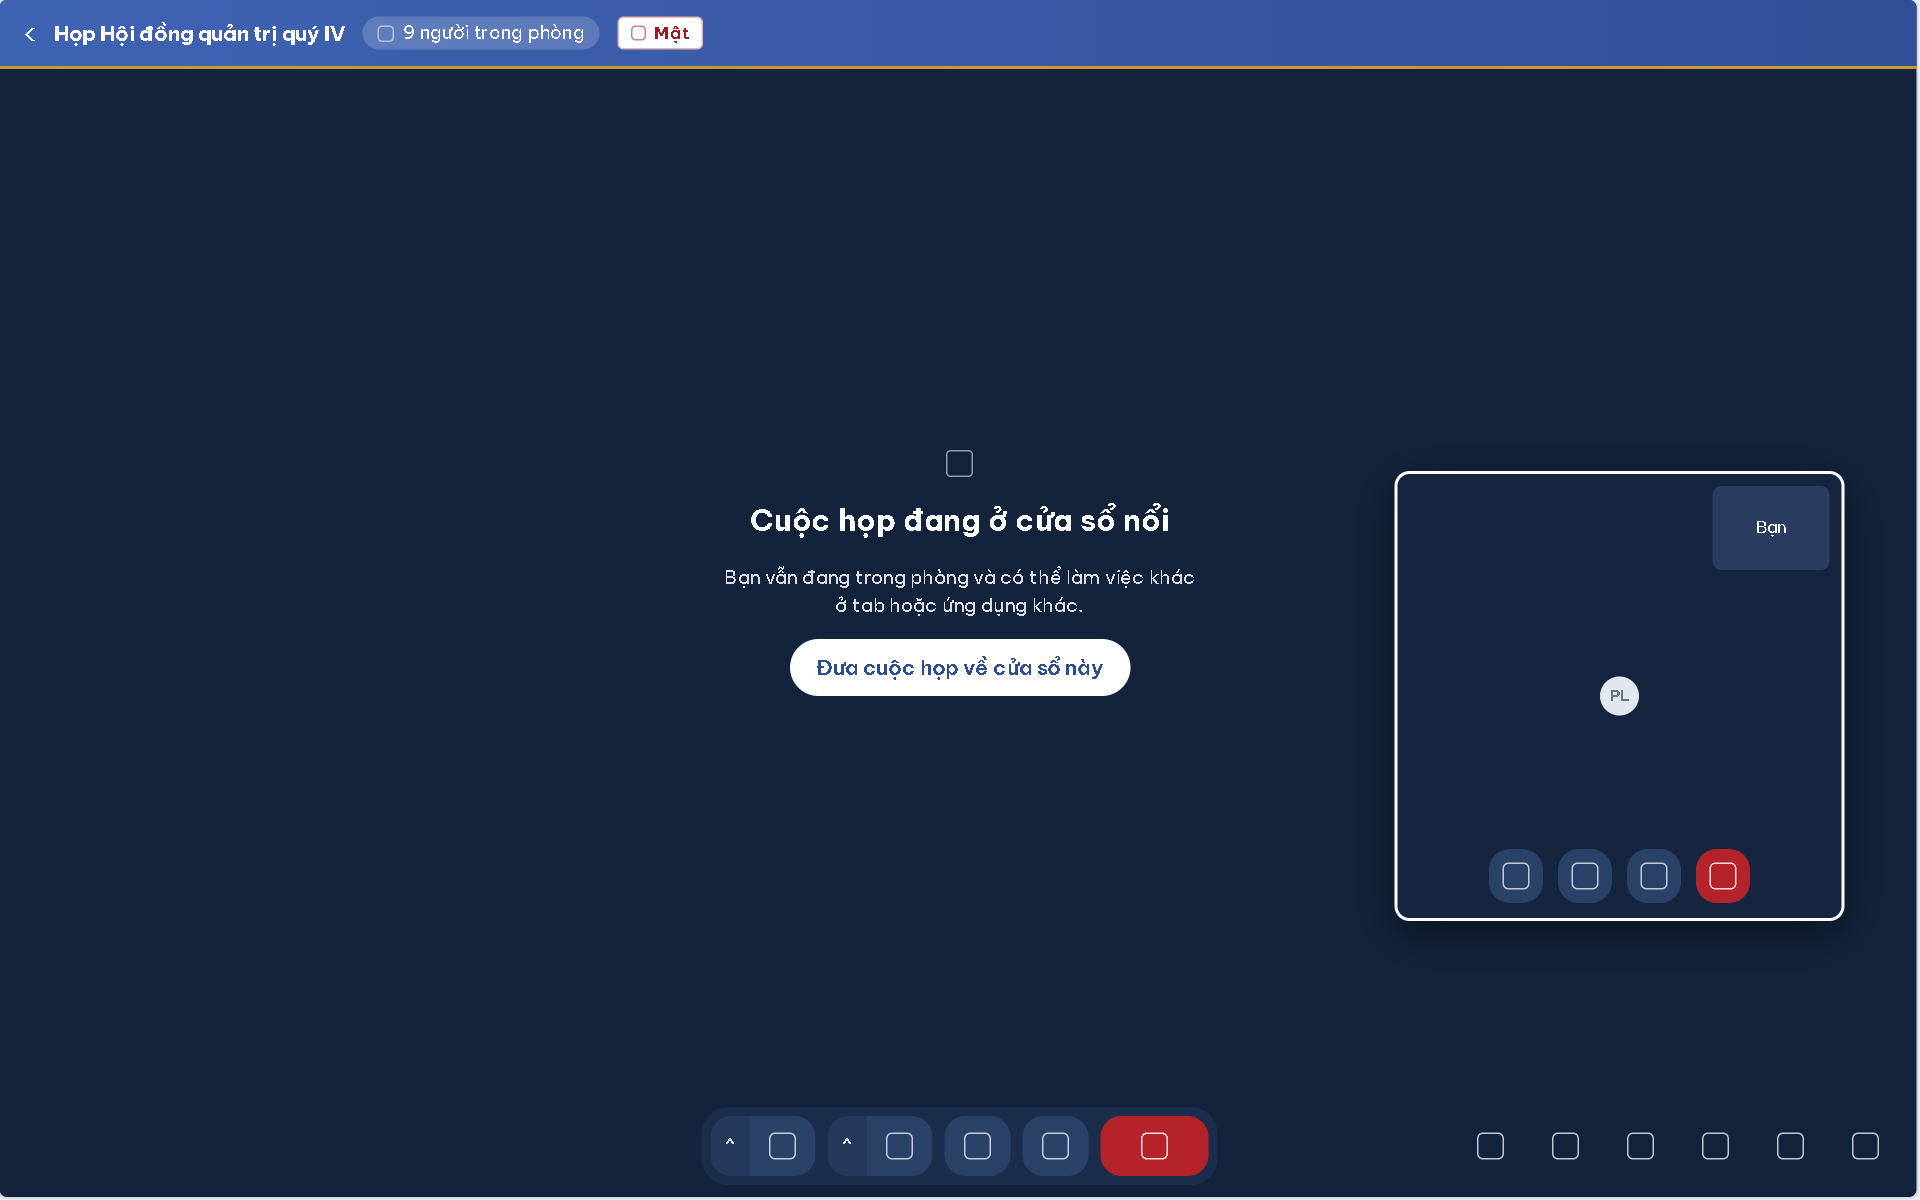 Họp Hội đồng quản trị quý IV
9 người trong phòng
Mật
Cuộc họp đang ở cửa sổ nổi
Bạn vẫn đang trong phòng và có thể làm việc khác
ở tab hoặc ứng dụng khác.
Đưa cuộc họp về cửa sổ này
Bạn
PL